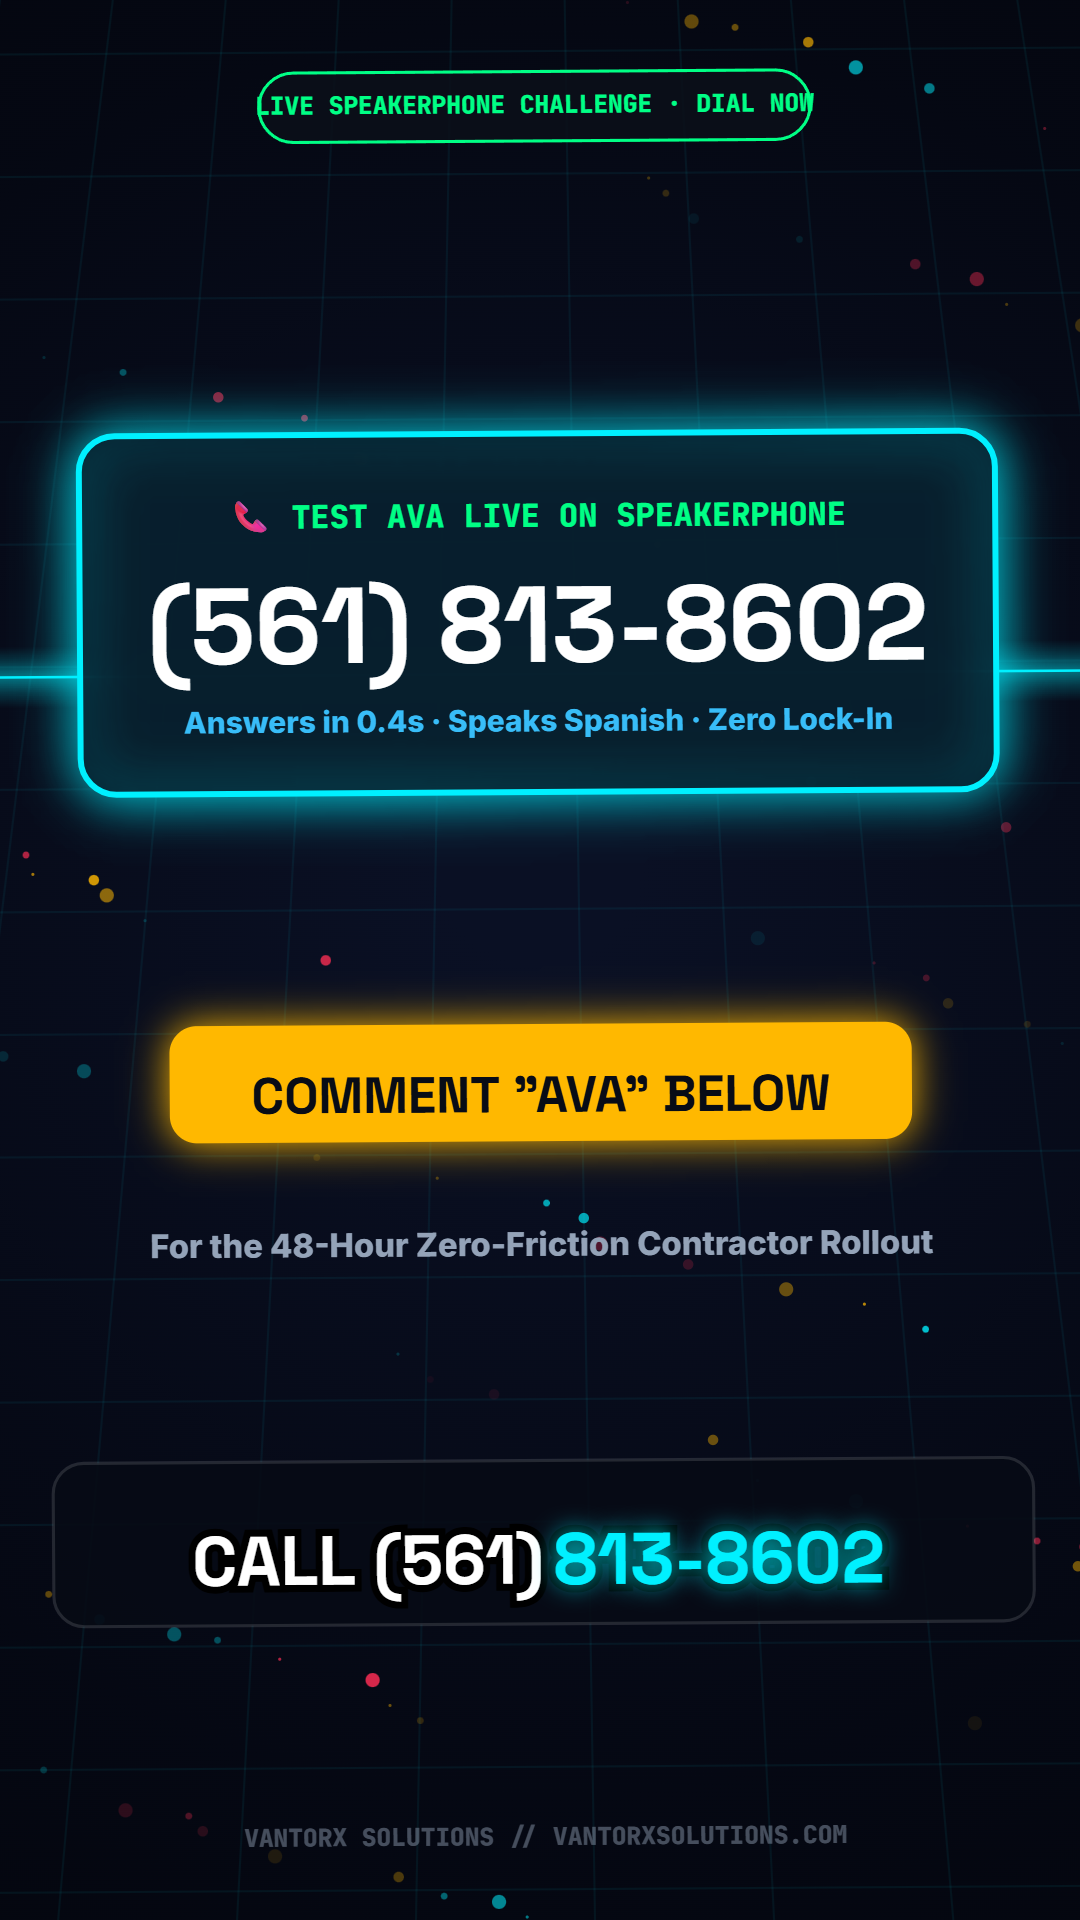 LIVE SPEAKERPHONE CHALLENGE · DIAL NOW
TEST AVA LIVE ON SPEAKERPHONE
(561) 813-8602
Answers in 0.4s · Speaks Spanish · Zero Lock-In
COMMENT "AVA" BELOW
For the 48-Hour Zero-Friction Contractor Rollout
CALL (561) 813-8602
VANTORX SOLUTIONS // VANTORXSOLUTIONS.COM